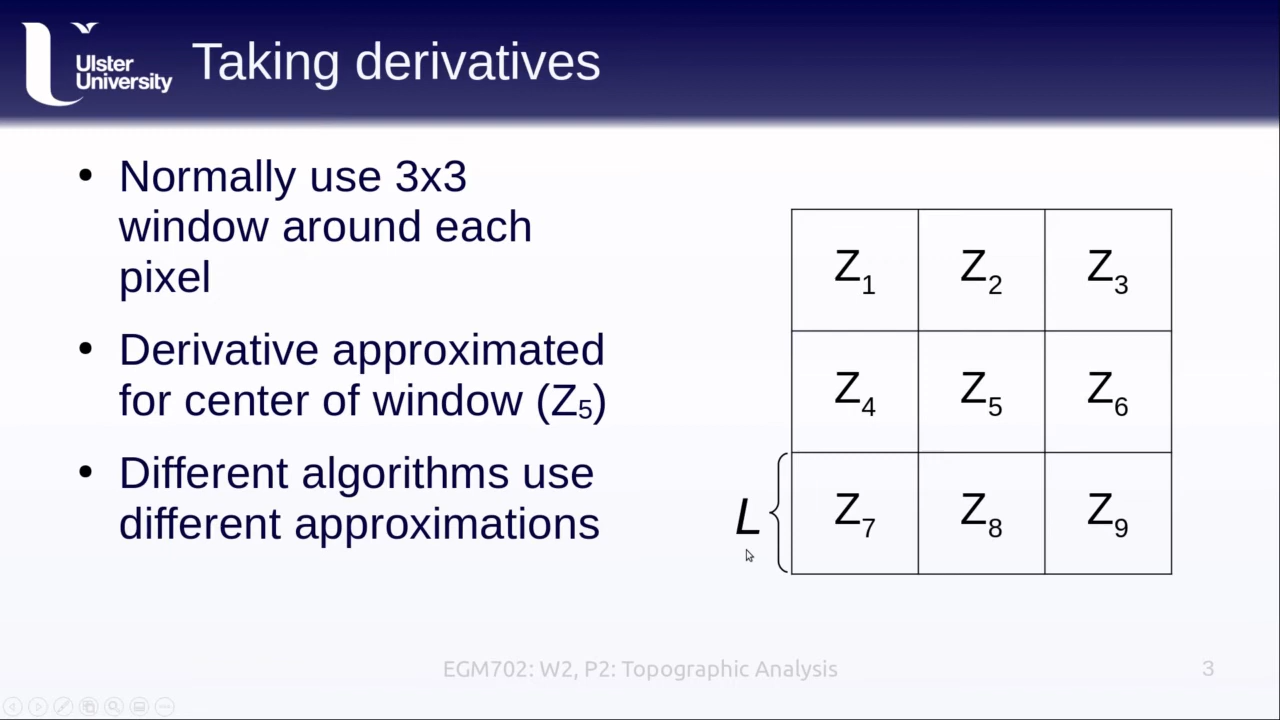 Ulster
University
Taking derivatives
• Normally use 3x3
window around each
pixel
• Derivative approximated
for center of window (Z₅)
• Different algorithms use
different approximations
Z₁ Z₂ Z₃
Z₄ Z₅ Z₆
L
Z₇ Z₈ Z₉
EGM702: W2, P2: Topographic Analysis
3